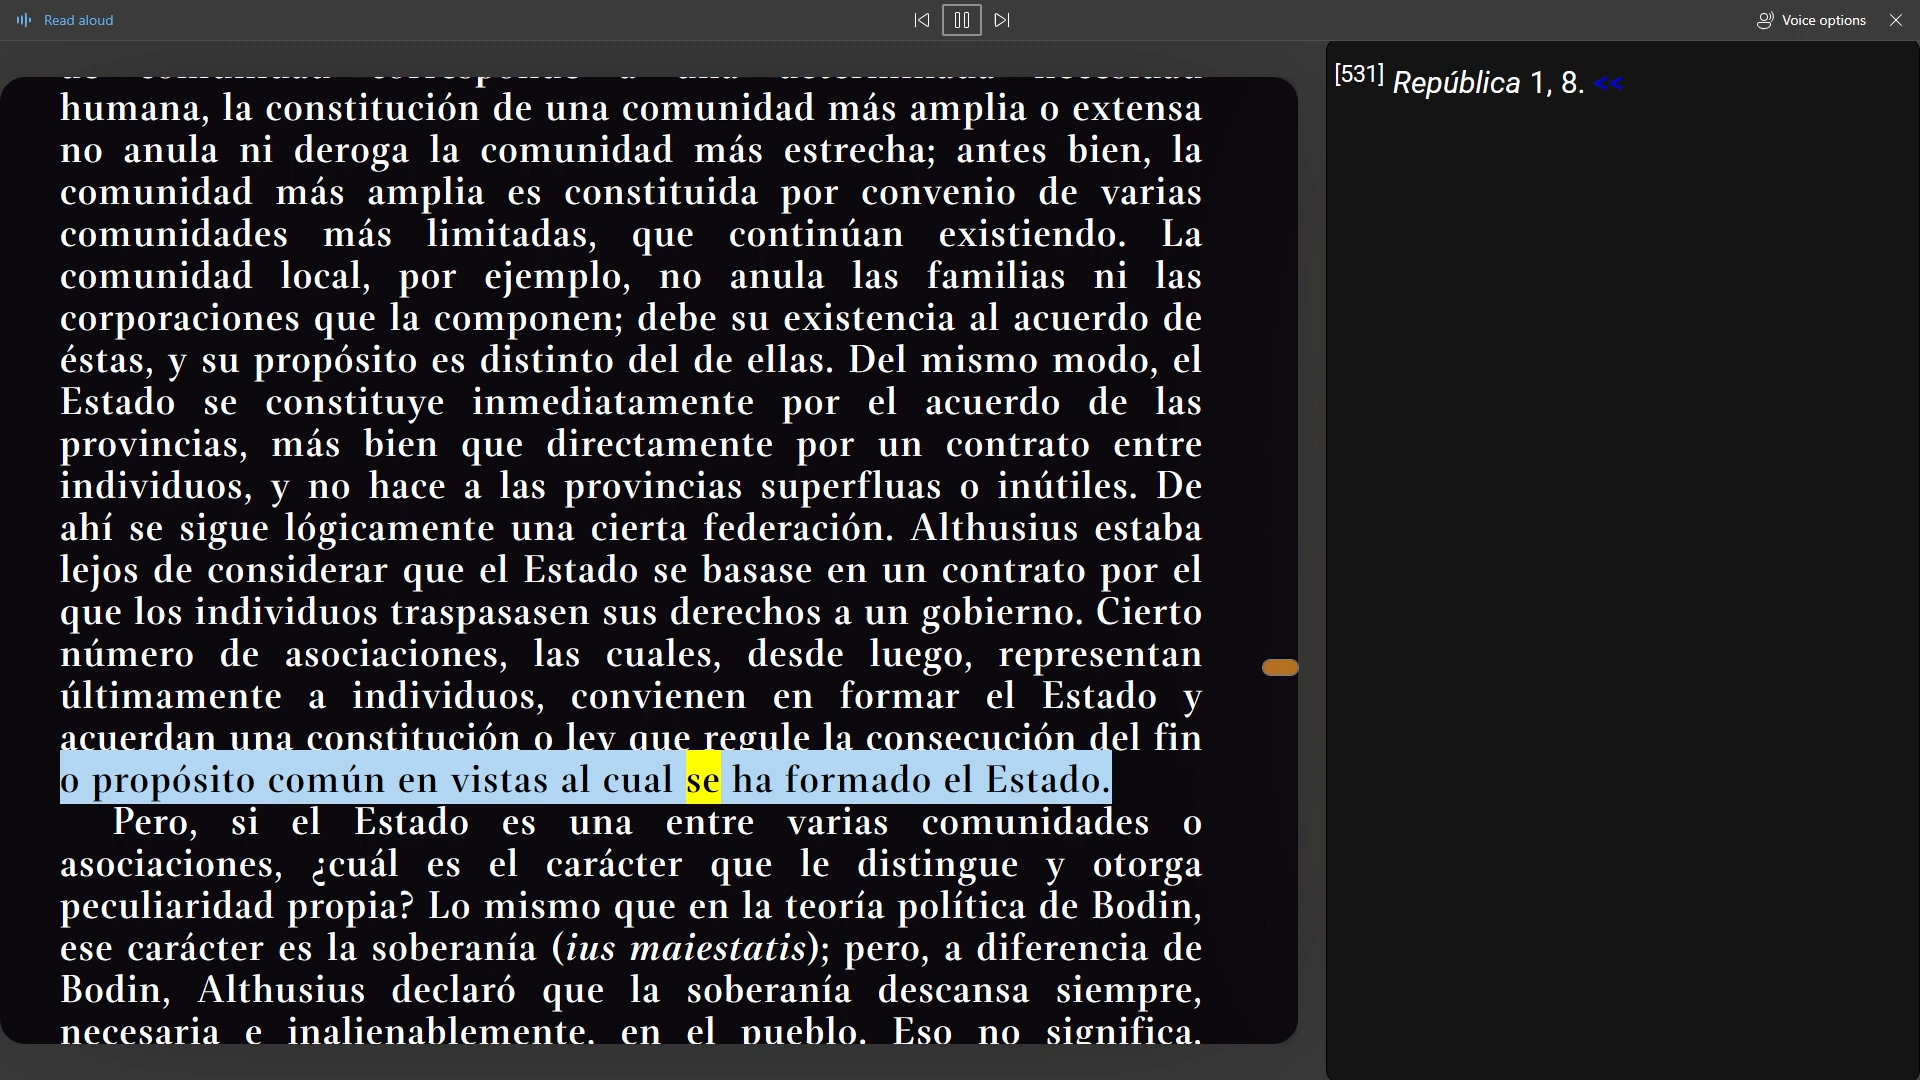 Read aloud
Voice options
de comunidad corresponde a una determinada necesidad
humana, la constitución de una comunidad más amplia o extensa
no anula ni deroga la comunidad más estrecha; antes bien, la
comunidad más amplia es constituida por convenio de varias
comunidades más limitadas, que continúan existiendo. La
comunidad local, por ejemplo, no anula las familias ni las
corporaciones que la componen; debe su existencia al acuerdo de
éstas, y su propósito es distinto del de ellas. Del mismo modo, el
Estado se constituye inmediatamente por el acuerdo de las
provincias, más bien que directamente por un contrato entre
individuos, y no hace a las provincias superfluas o inútiles. De
ahí se sigue lógicamente una cierta federación. Althusius estaba
lejos de considerar que el Estado se basase en un contrato por el
que los individuos traspasasen sus derechos a un gobierno. Cierto
número de asociaciones, las cuales, desde luego, representan
últimamente a individuos, convienen en formar el Estado y
acuerdan una constitución o ley que regule la consecución del fin
o propósito común en vistas al cual se ha formado el Estado.
Pero, si el Estado es una entre varias comunidades o
asociaciones, ¿cuál es el carácter que le distingue y otorga
peculiaridad propia? Lo mismo que en la teoría política de Bodin,
ese carácter es la soberanía (ius maiestatis); pero, a diferencia de
Bodin, Althusius declaró que la soberanía descansa siempre,
necesaria e inalienablemente, en el pueblo. Eso no significa,
[531] República 1, 8. <<